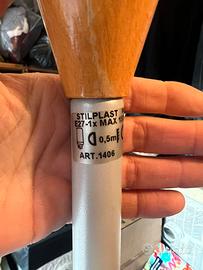 STILPLAST
E27-1x MAX
0,5m
ART.1406